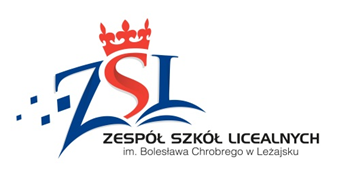 ZSL
ZESPÓŁ SZKÓŁ LICEALNYCH
im. Bolesława Chrobrego w Leżajsku